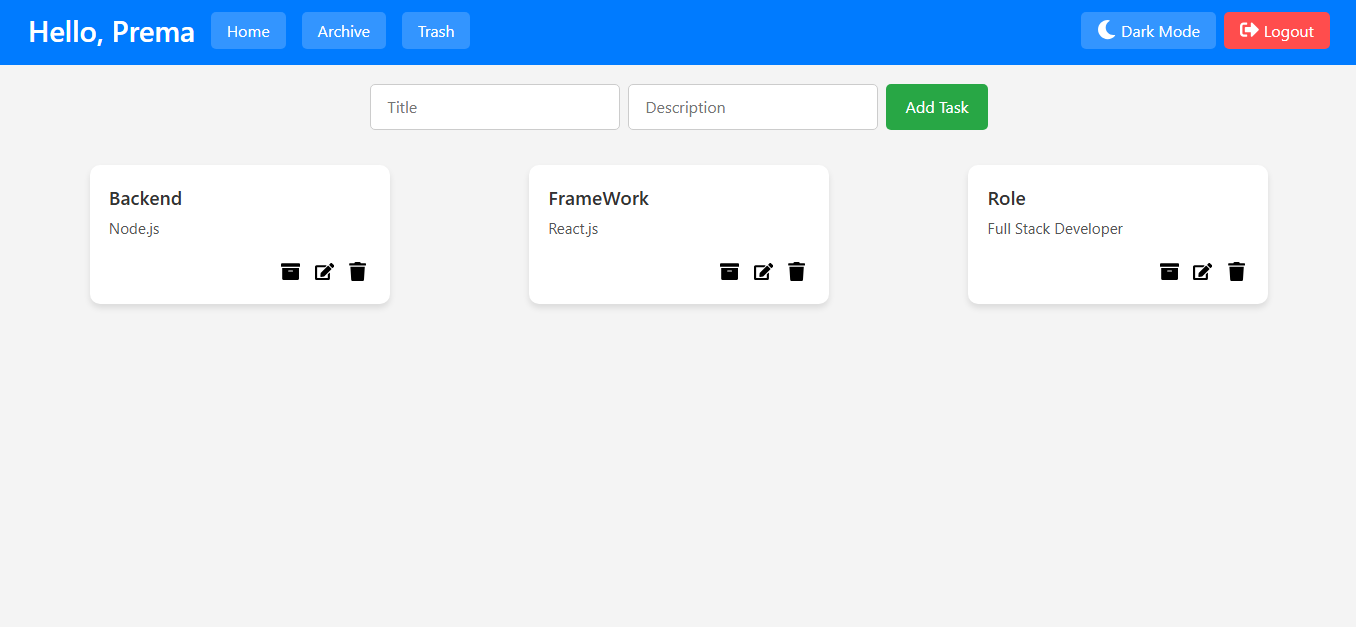 Hello, Prema Home Archive Trash Dark Mode Logout
Title Description Add Task
Backend
Node.js
FrameWork
React.js
Role
Full Stack Developer